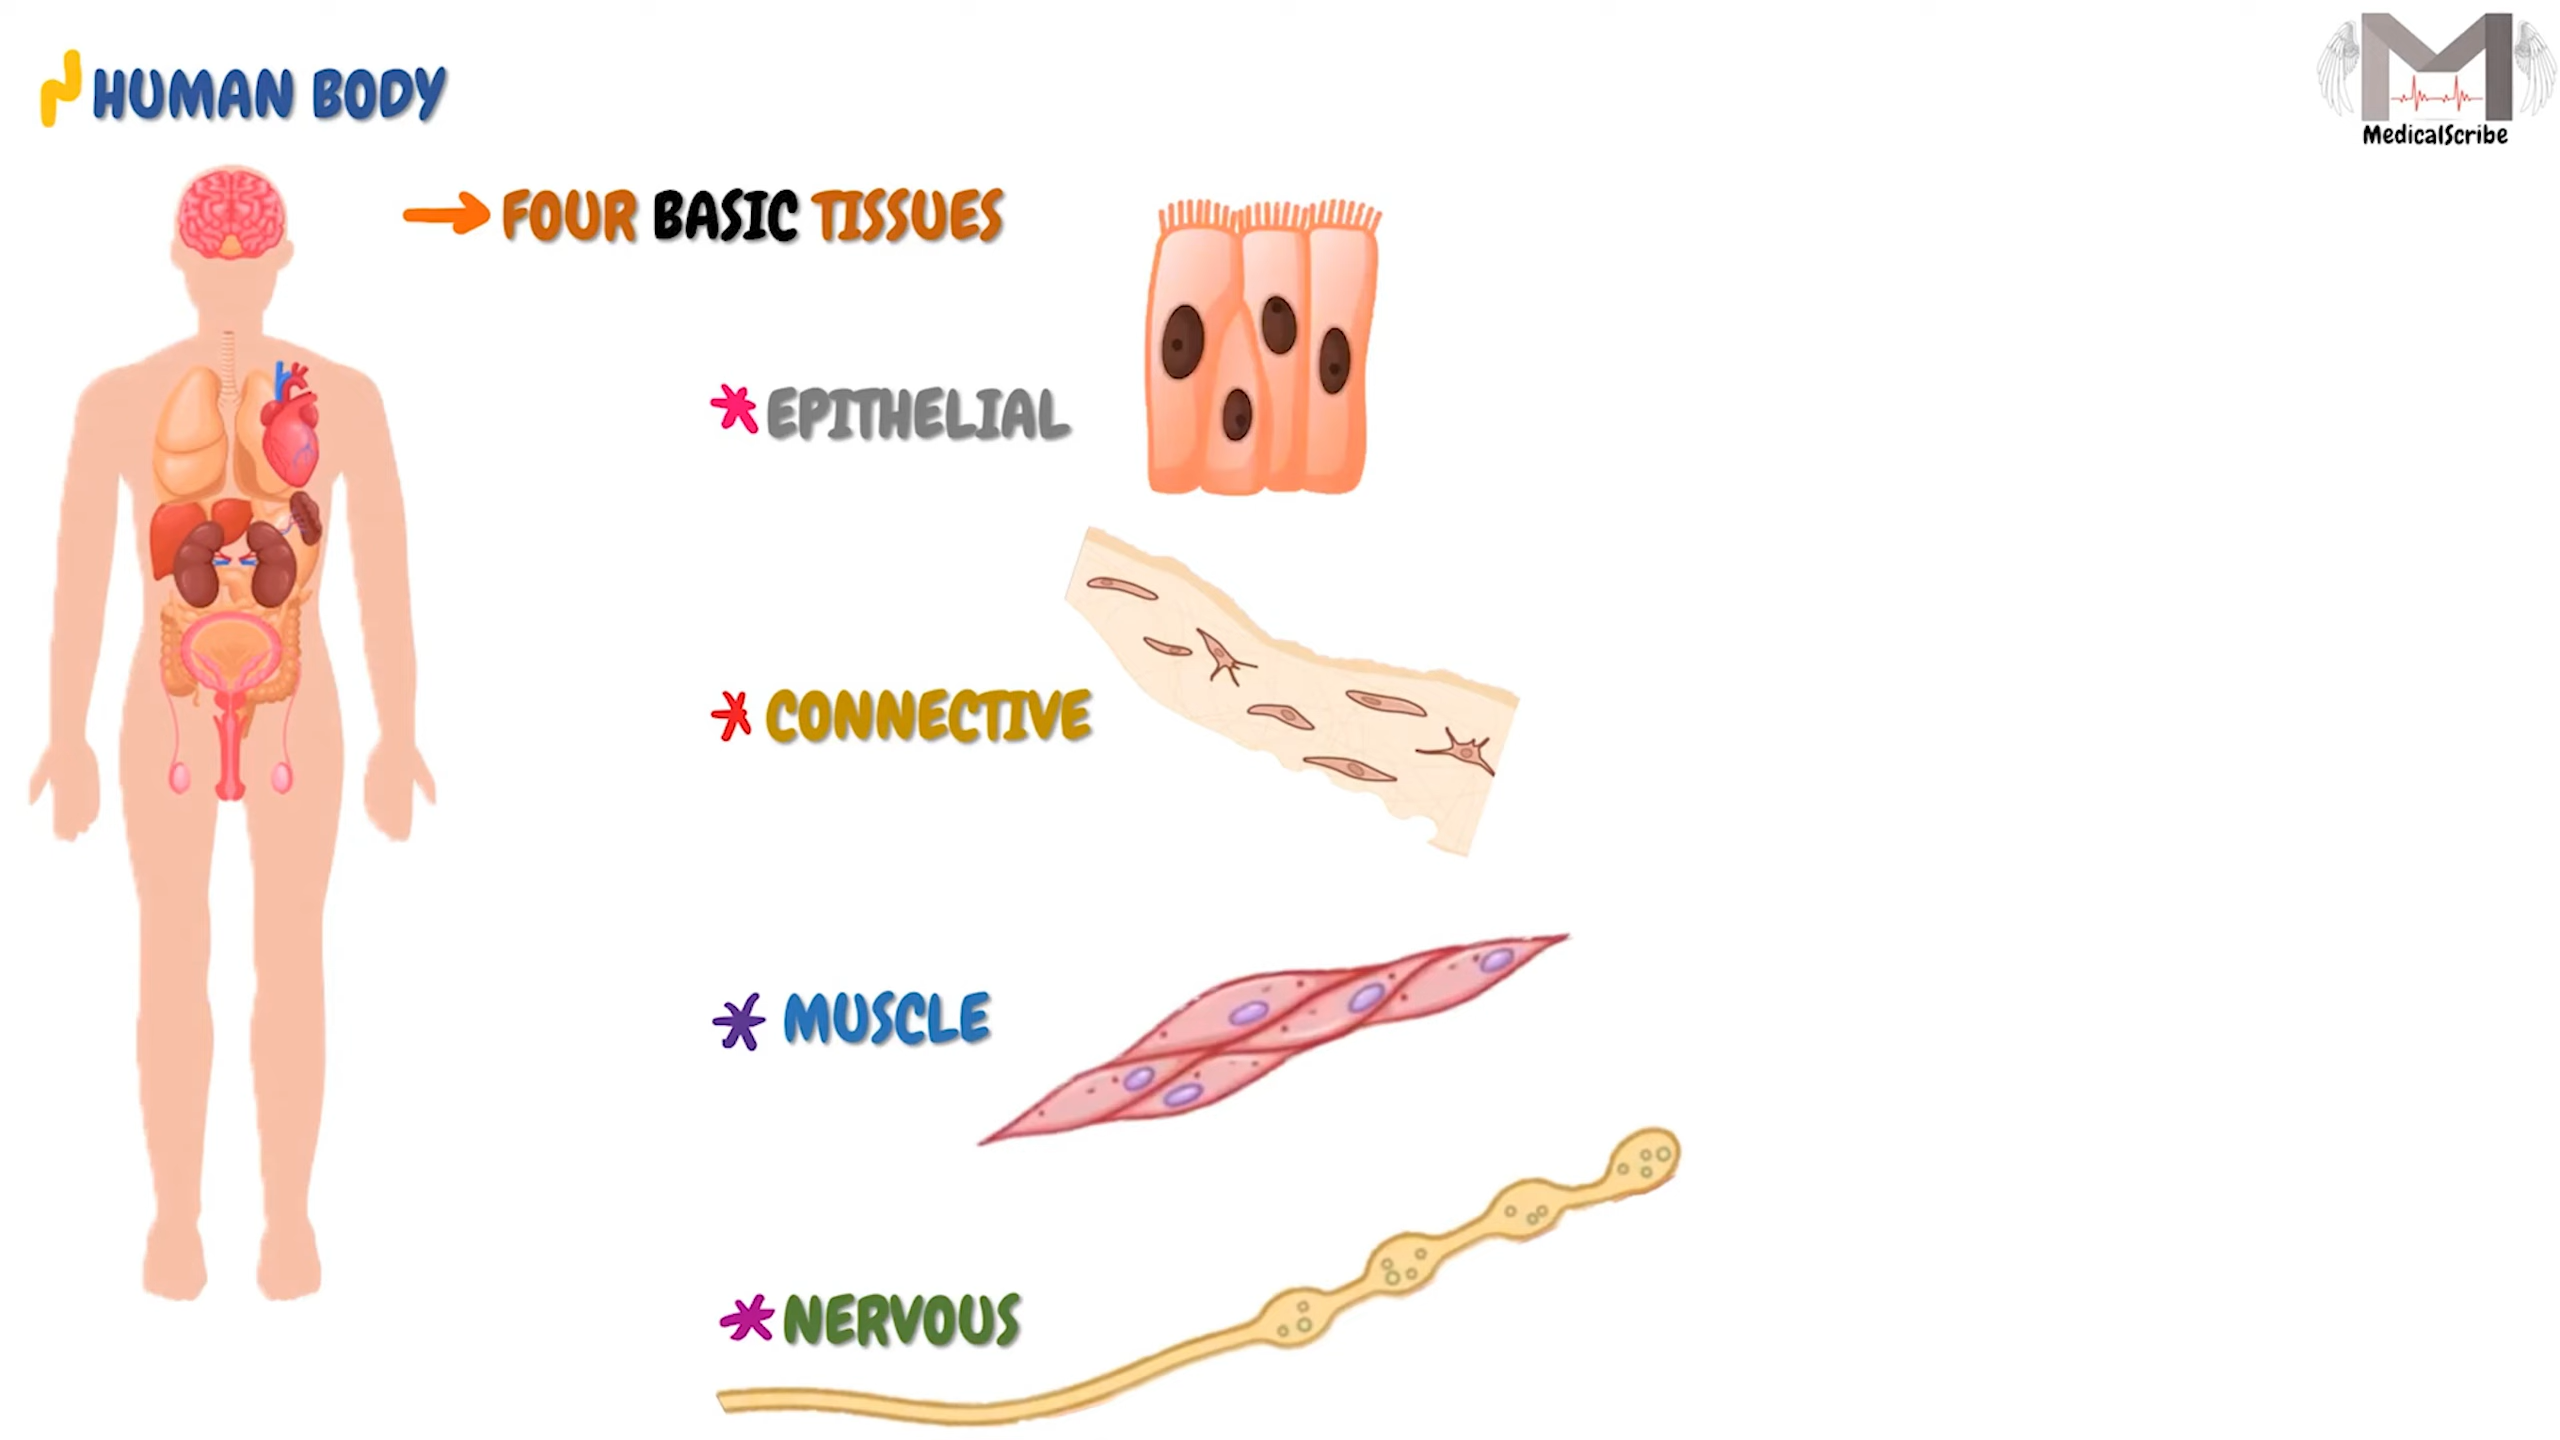 HUMAN BODY
MedicalScribe
FOUR BASIC TISSUES
EPITHELIAL
CONNECTIVE
MUSCLE
NERVOUS